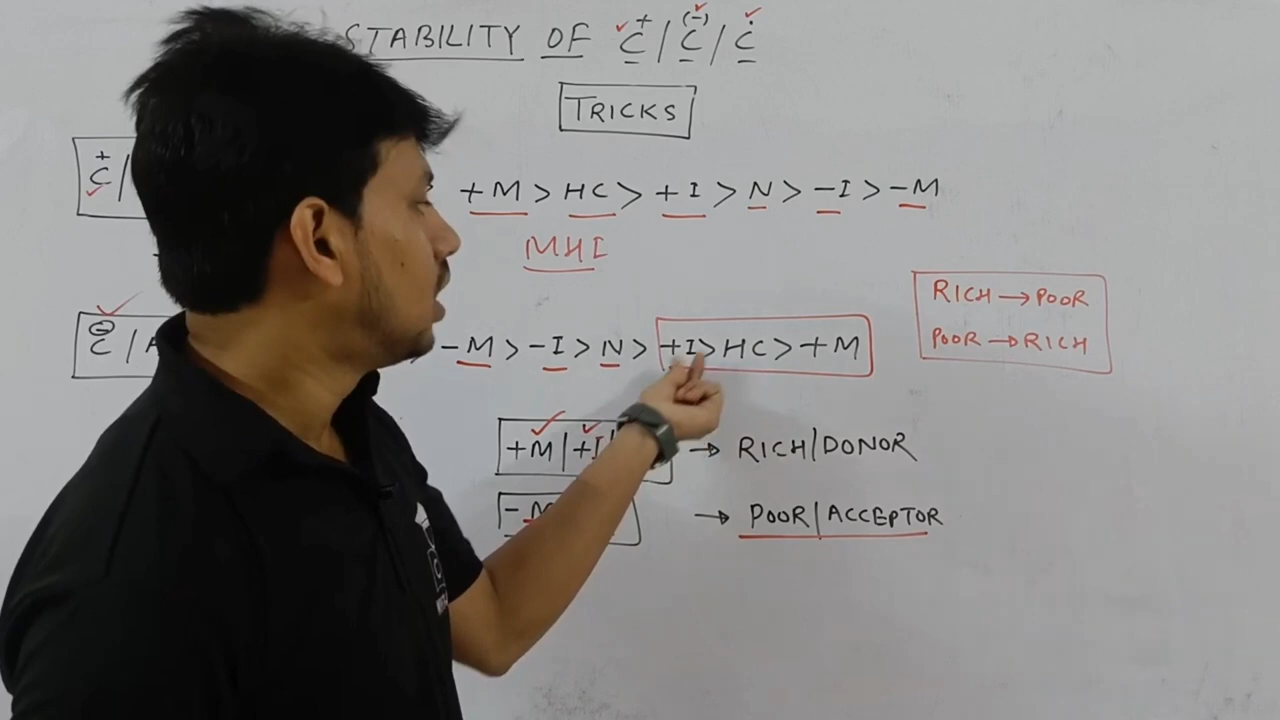 STABILITY OF C⁺ / C⁽⁻⁾ / Ċ
TRICKS
C⁺ /
+M > HC > +I > N > -I > -M
MHI
RICH → POOR
POOR → RICH
C⊖ /
-M > -I > N > +I > HC > +M
+M | +I → RICH/DONOR
→ POOR/ACCEPTOR